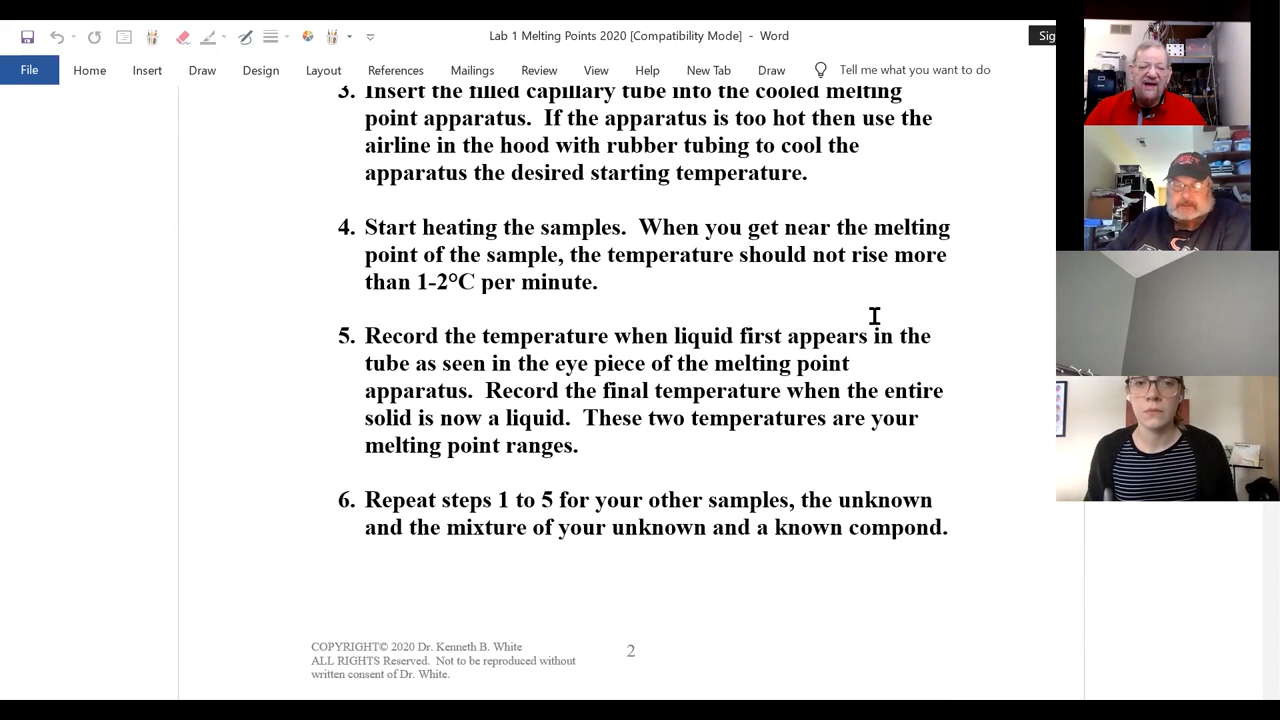 Lab 1 Melting Points 2020 [Compatibility Mode] - Word
Sig
File Home Insert Draw Design Layout References Mailings Review View Help New Tab Draw Tell me what you want to do
3. Insert the filled capillary tube into the cooled melting
point apparatus. If the apparatus is too hot then use the
airline in the hood with rubber tubing to cool the
apparatus the desired starting temperature.
4. Start heating the samples. When you get near the melting
point of the sample, the temperature should not rise more
than 1-2°C per minute.
5. Record the temperature when liquid first appears in the
tube as seen in the eye piece of the melting point
apparatus. Record the final temperature when the entire
solid is now a liquid. These two temperatures are your
melting point ranges.
6. Repeat steps 1 to 5 for your other samples, the unknown
and the mixture of your unknown and a known compond.
COPYRIGHT© 2020 Dr. Kenneth B. White
ALL RIGHTS Reserved. Not to be reproduced without
written consent of Dr. White.
2